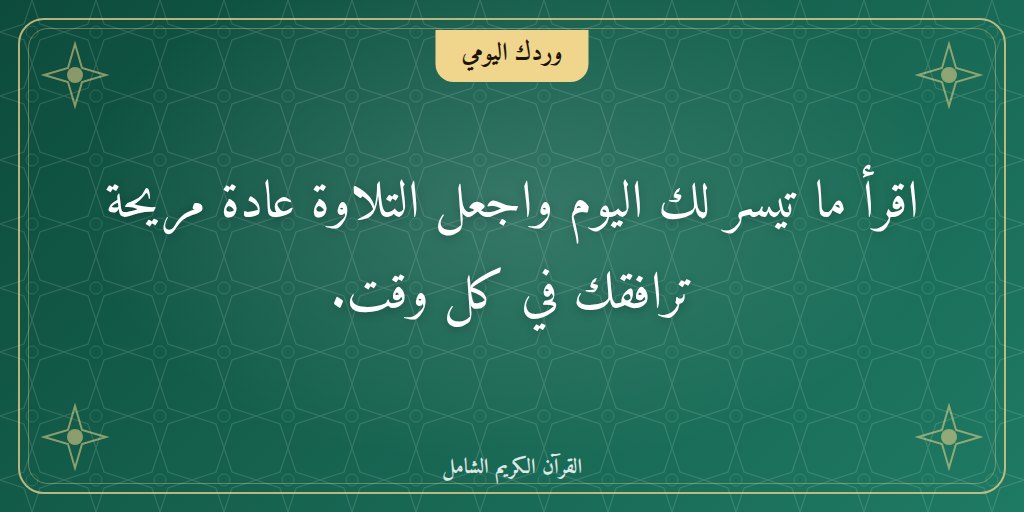 وردك اليومي
اقرأ ما تيسر لك اليوم واجعل التلاوة عادة مريحة
ترافقك في كل وقت.
القرآن الكريم الشامل